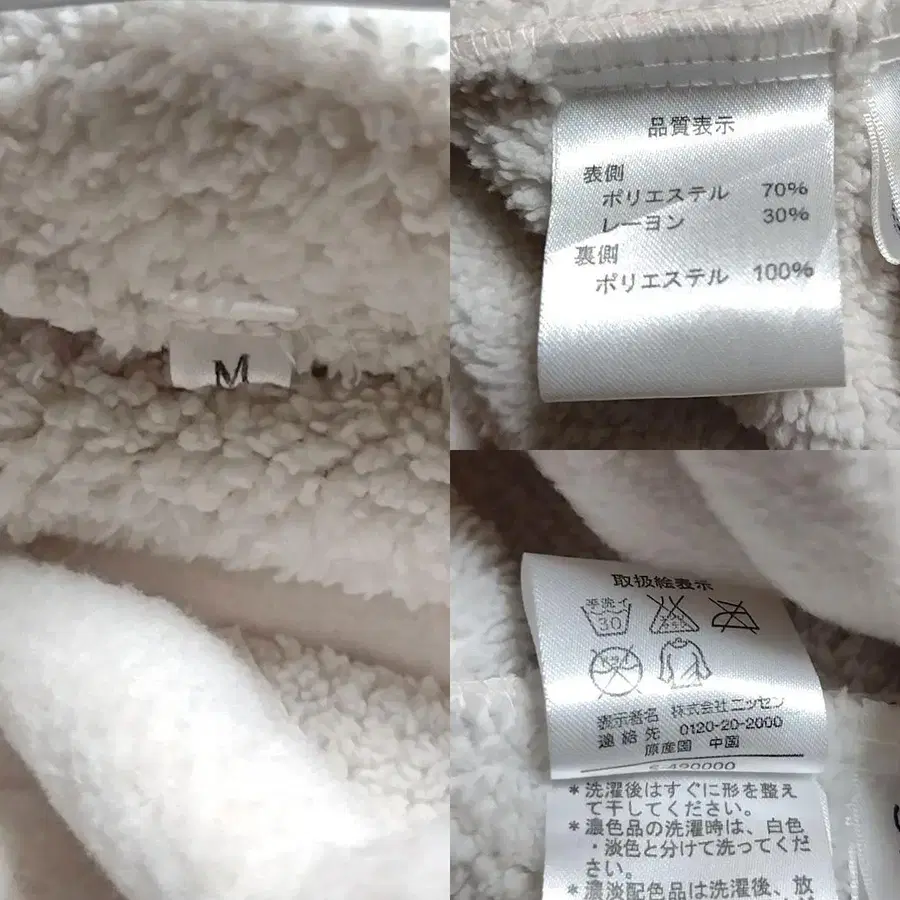 M
品質表示
表側
ポリエステル 70%
レーヨン 30%
裏側
ポリエステル 100%
取扱絵表示
手洗イ
30
表示者名 株式会社ニッセン
連絡先 0120-20-2000
原産国 中国
*洗濯後はすぐに形を整え
て干してください。
*濃色品の洗濯時は、白色
・淡色と分けて洗ってくだ
さい。
*濃淡配色品は洗濯後、放